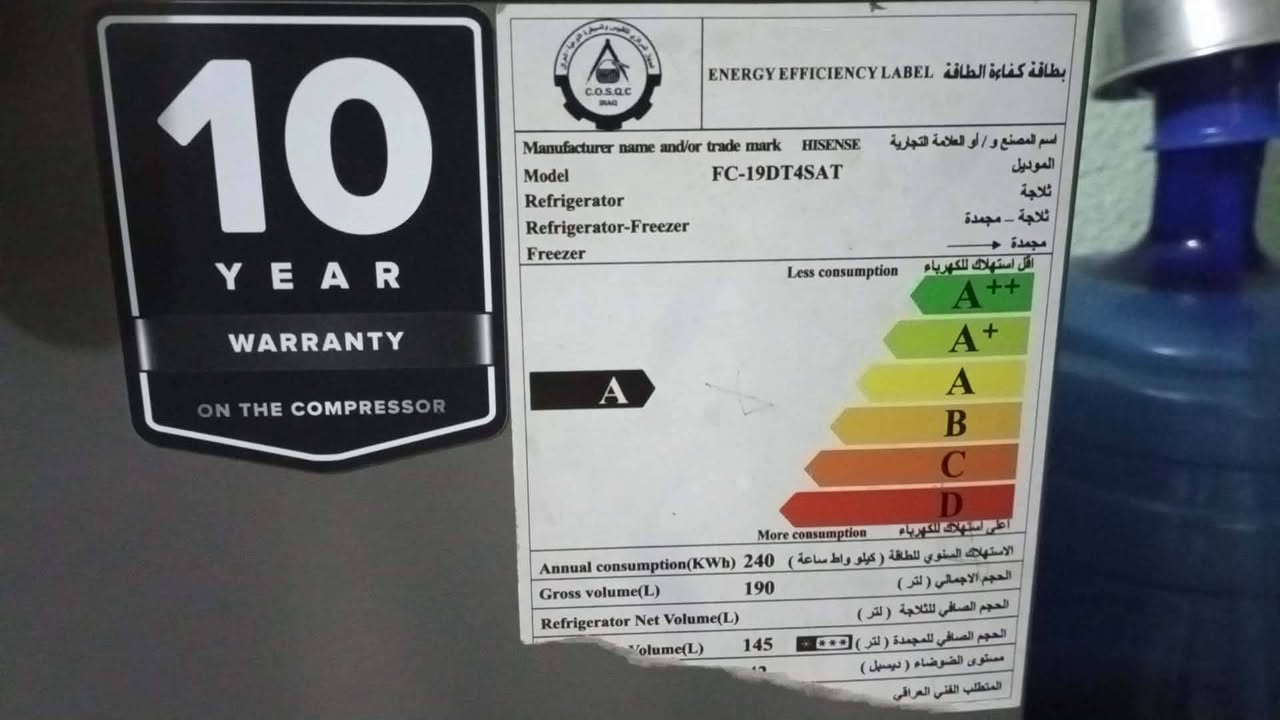 10
YEAR
WARRANTY
ON THE COMPRESSOR
C.O.S.Q.C
IRAQ
ENERGY EFFICIENCY LABEL بطاقة كفاءة الطاقة
Manufacturer name and/or trade mark HISENSE اسم المصنع و / أو العلامة التجارية
Model FC-19DT4SAT الموديل
Refrigerator ثلاجة
Refrigerator-Freezer ثلاجة – مجمدة
Freezer مجمدة
Less consumption اقل استهلاك للكهرباء
A++
A+
A A
B
C
D
More consumption اعلى استهلاك للكهرباء
Annual consumption(KWh) 240 الاستهلاك السنوي للطاقة ( كيلو واط ساعة )
Gross volume(L) 190 الحجم الاجمالي ( لتر )
Refrigerator Net Volume(L) الحجم الصافي للثلاجة ( لتر )
Volume(L) 145 * *** الحجم الصافي للمجمدة ( لتر )
مستوى الضوضاء ( ديسبل )
المتطلب الفني العراقي